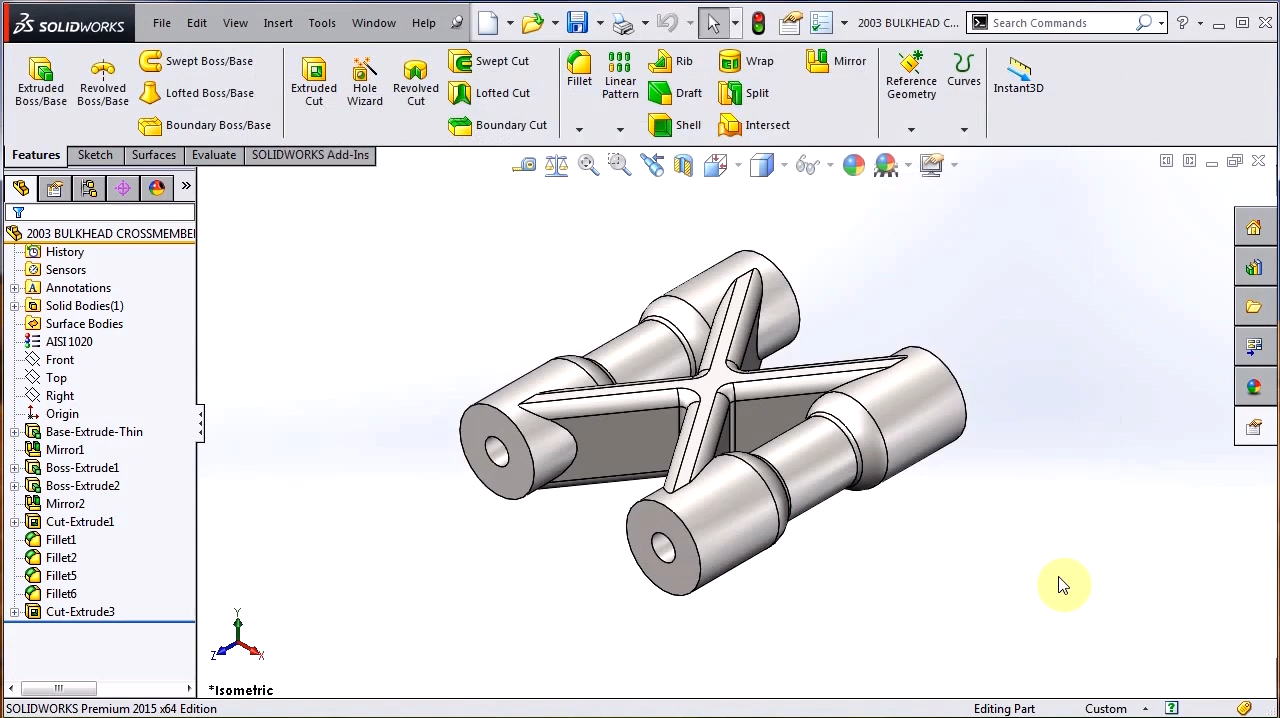 SOLIDWORKS File Edit View Insert Tools Window Help 2003 BULKHEAD C... Search Commands ?
Extruded Boss/Base
Revolved Boss/Base
Swept Boss/Base
Lofted Boss/Base
Boundary Boss/Base
Extruded Cut
Hole Wizard
Revolved Cut
Swept Cut
Lofted Cut
Boundary Cut
Fillet
Linear Pattern
Rib
Draft
Shell
Wrap
Split
Intersect
Mirror
Reference Geometry
Curves
Instant3D
Features Sketch Surfaces Evaluate SOLIDWORKS Add-Ins
2003 BULKHEAD CROSSMEMBE
History
Sensors
Annotations
Solid Bodies(1)
Surface Bodies
AISI 1020
Front
Top
Right
Origin
Base-Extrude-Thin
Mirror1
Boss-Extrude1
Boss-Extrude2
Mirror2
Cut-Extrude1
Fillet1
Fillet2
Fillet5
Fillet6
Cut-Extrude3
Y
Z X
*Isometric
SOLIDWORKS Premium 2015 x64 Edition Editing Part Custom ?